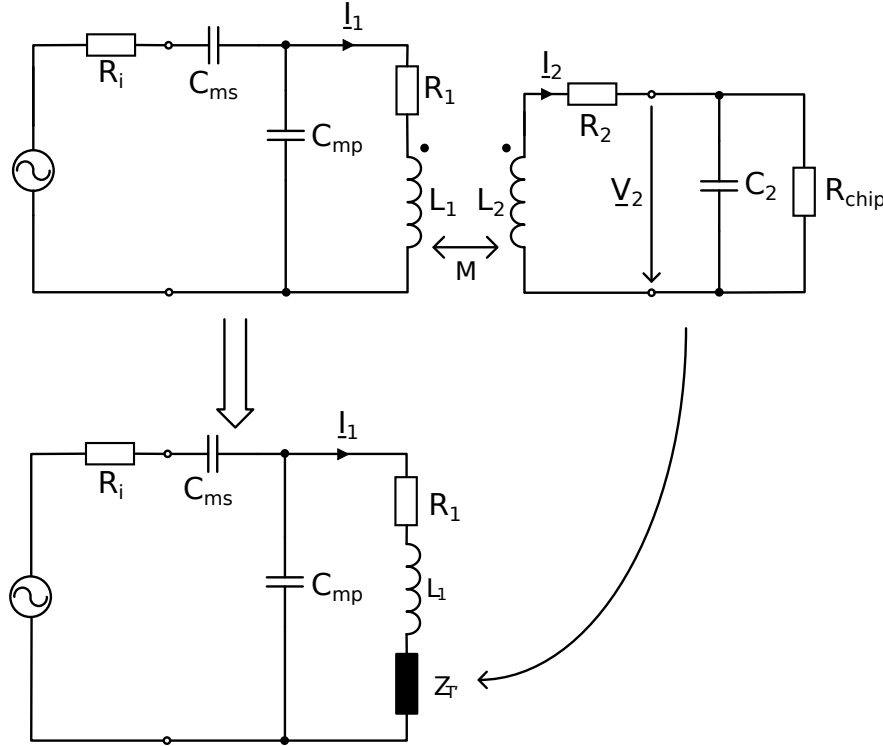 I1
Ri
Cms
R1
Cmp
L1
M
L2
I2
R2
V2
C2
Rchip
I1
Ri
Cms
R1
Cmp
L1
ZT'